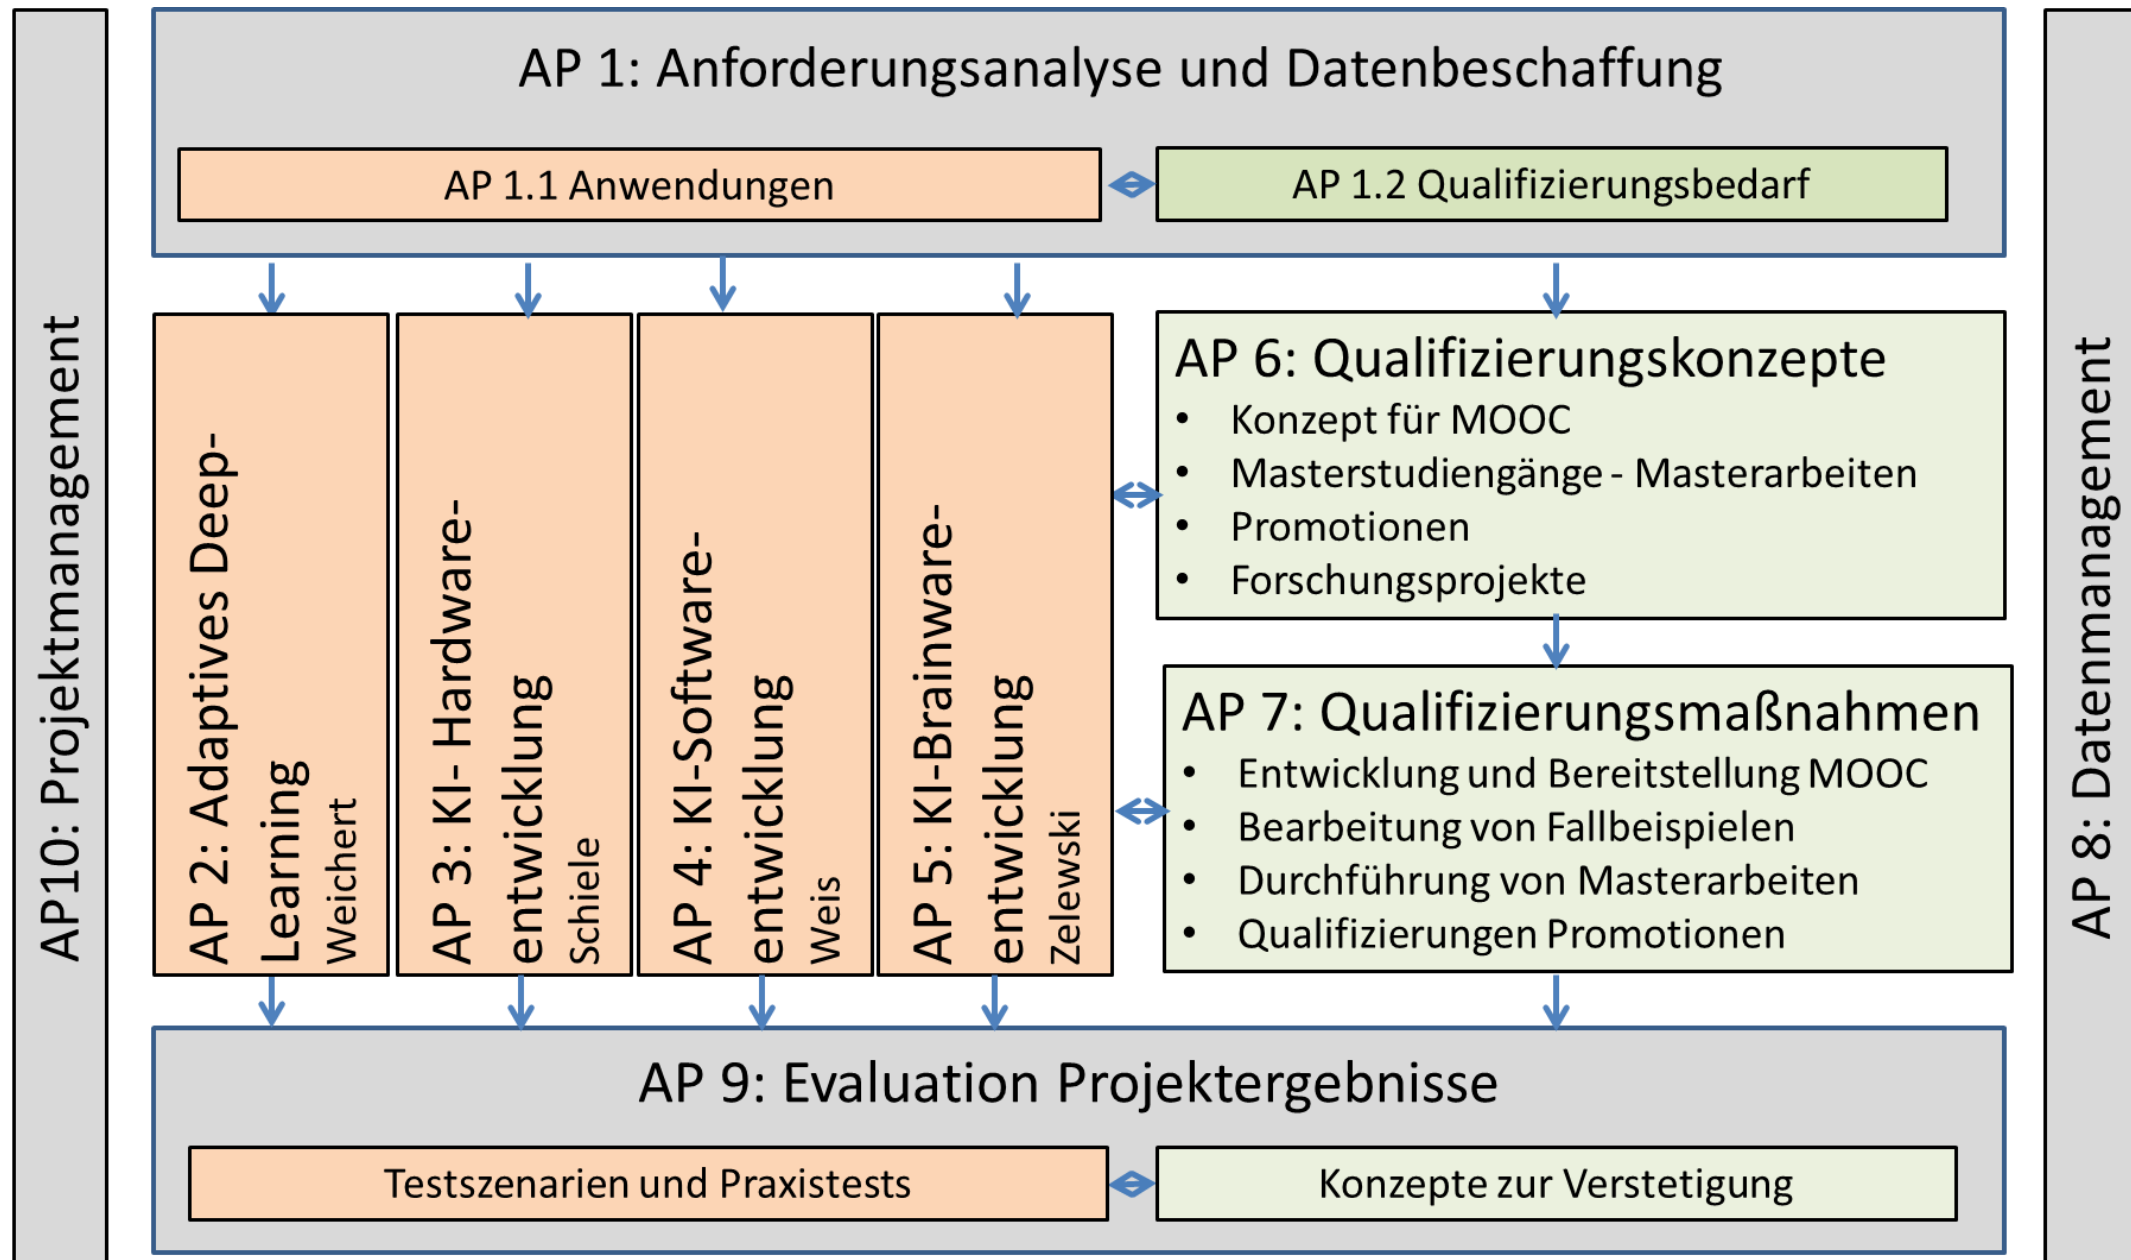 AP10: Projektmanagement
AP 1: Anforderungsanalyse und Datenbeschaffung
AP 1.1 Anwendungen
AP 1.2 Qualifizierungsbedarf
AP 2: Adaptives Deep-
Learning
Weichert
AP 3: KI- Hardware-
entwicklung
Schiele
AP 4: KI-Software-
entwicklung
Weis
AP 5: KI-Brainware-
entwicklung
Zelewski
AP 6: Qualifizierungskonzepte
• Konzept für MOOC
• Masterstudiengänge - Masterarbeiten
• Promotionen
• Forschungsprojekte
AP 7: Qualifizierungsmaßnahmen
• Entwicklung und Bereitstellung MOOC
• Bearbeitung von Fallbeispielen
• Durchführung von Masterarbeiten
• Qualifizierungen Promotionen
AP 9: Evaluation Projektergebnisse
Testszenarien und Praxistests
Konzepte zur Verstetigung
AP 8: Datenmanagement